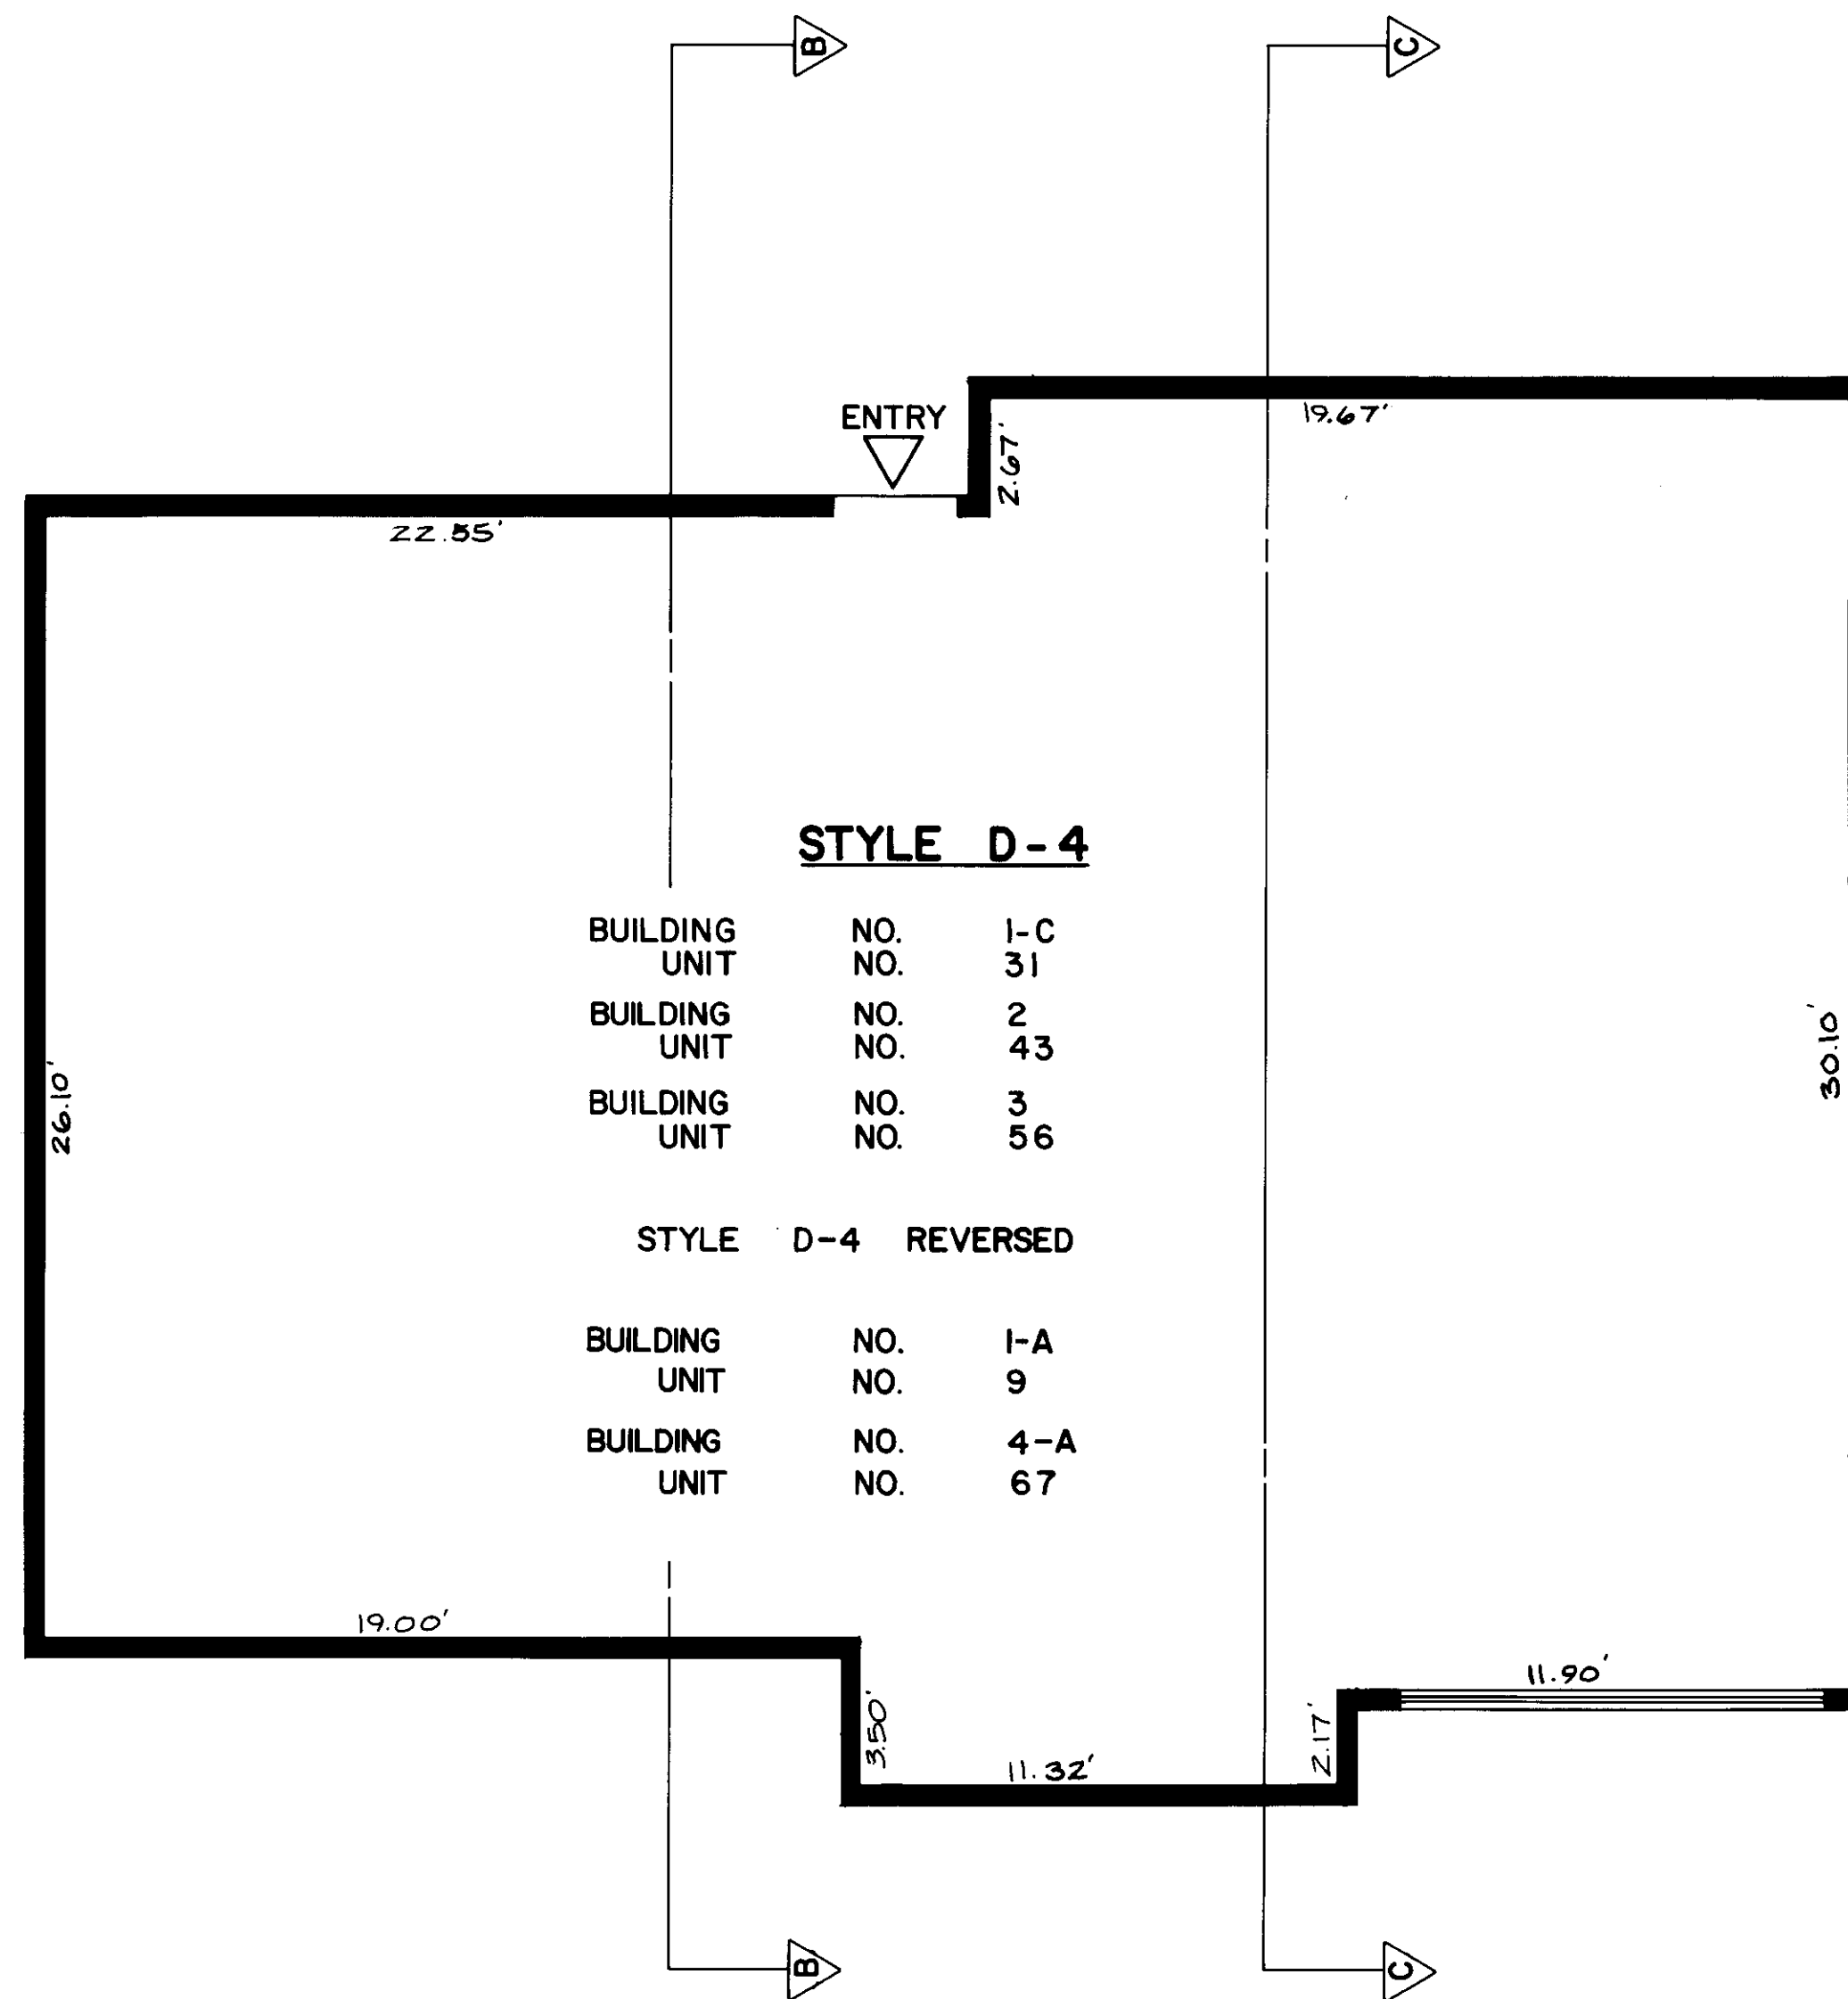 B
C
ENTRY
19.67'
2.67'
22.55'
STYLE D-4
BUILDING NO. 1-C
UNIT NO. 31
BUILDING NO. 2
UNIT NO. 43
BUILDING NO. 3
UNIT NO. 56
26.10'
30.10'
STYLE D-4 REVERSED
BUILDING NO. 1-A
UNIT NO. 9
BUILDING NO. 4-A
UNIT NO. 67
19.00'
11.90'
3.50'
2.17'
11.32'
B
C